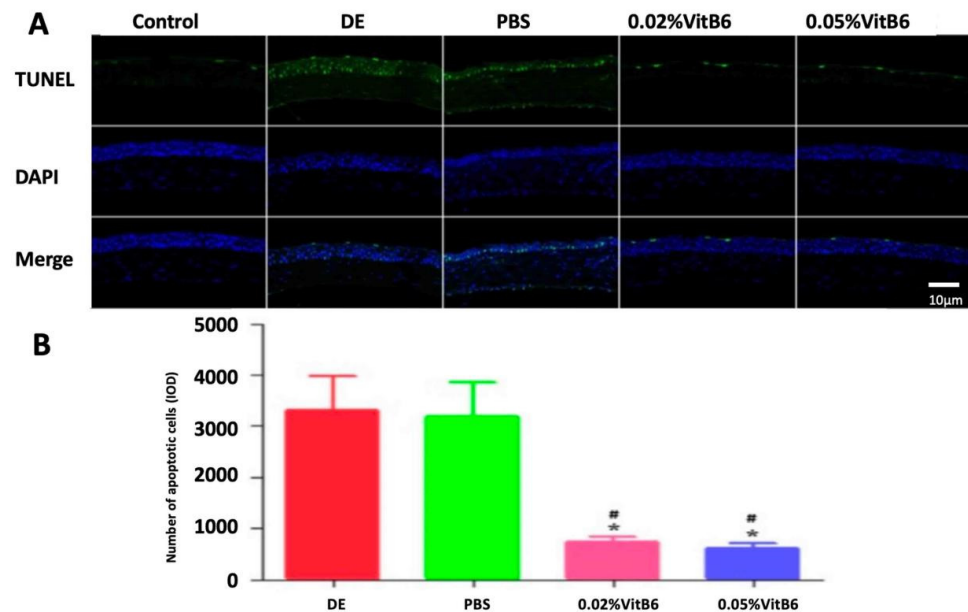 A
Control DE PBS 0.02%VitB6 0.05%VitB6
TUNEL
DAPI
Merge
10µm
B
Number of apoptotic cells (IOD)
5000
4000
3000
2000
1000
0
# #
* *
DE PBS 0.02%VitB6 0.05%VitB6